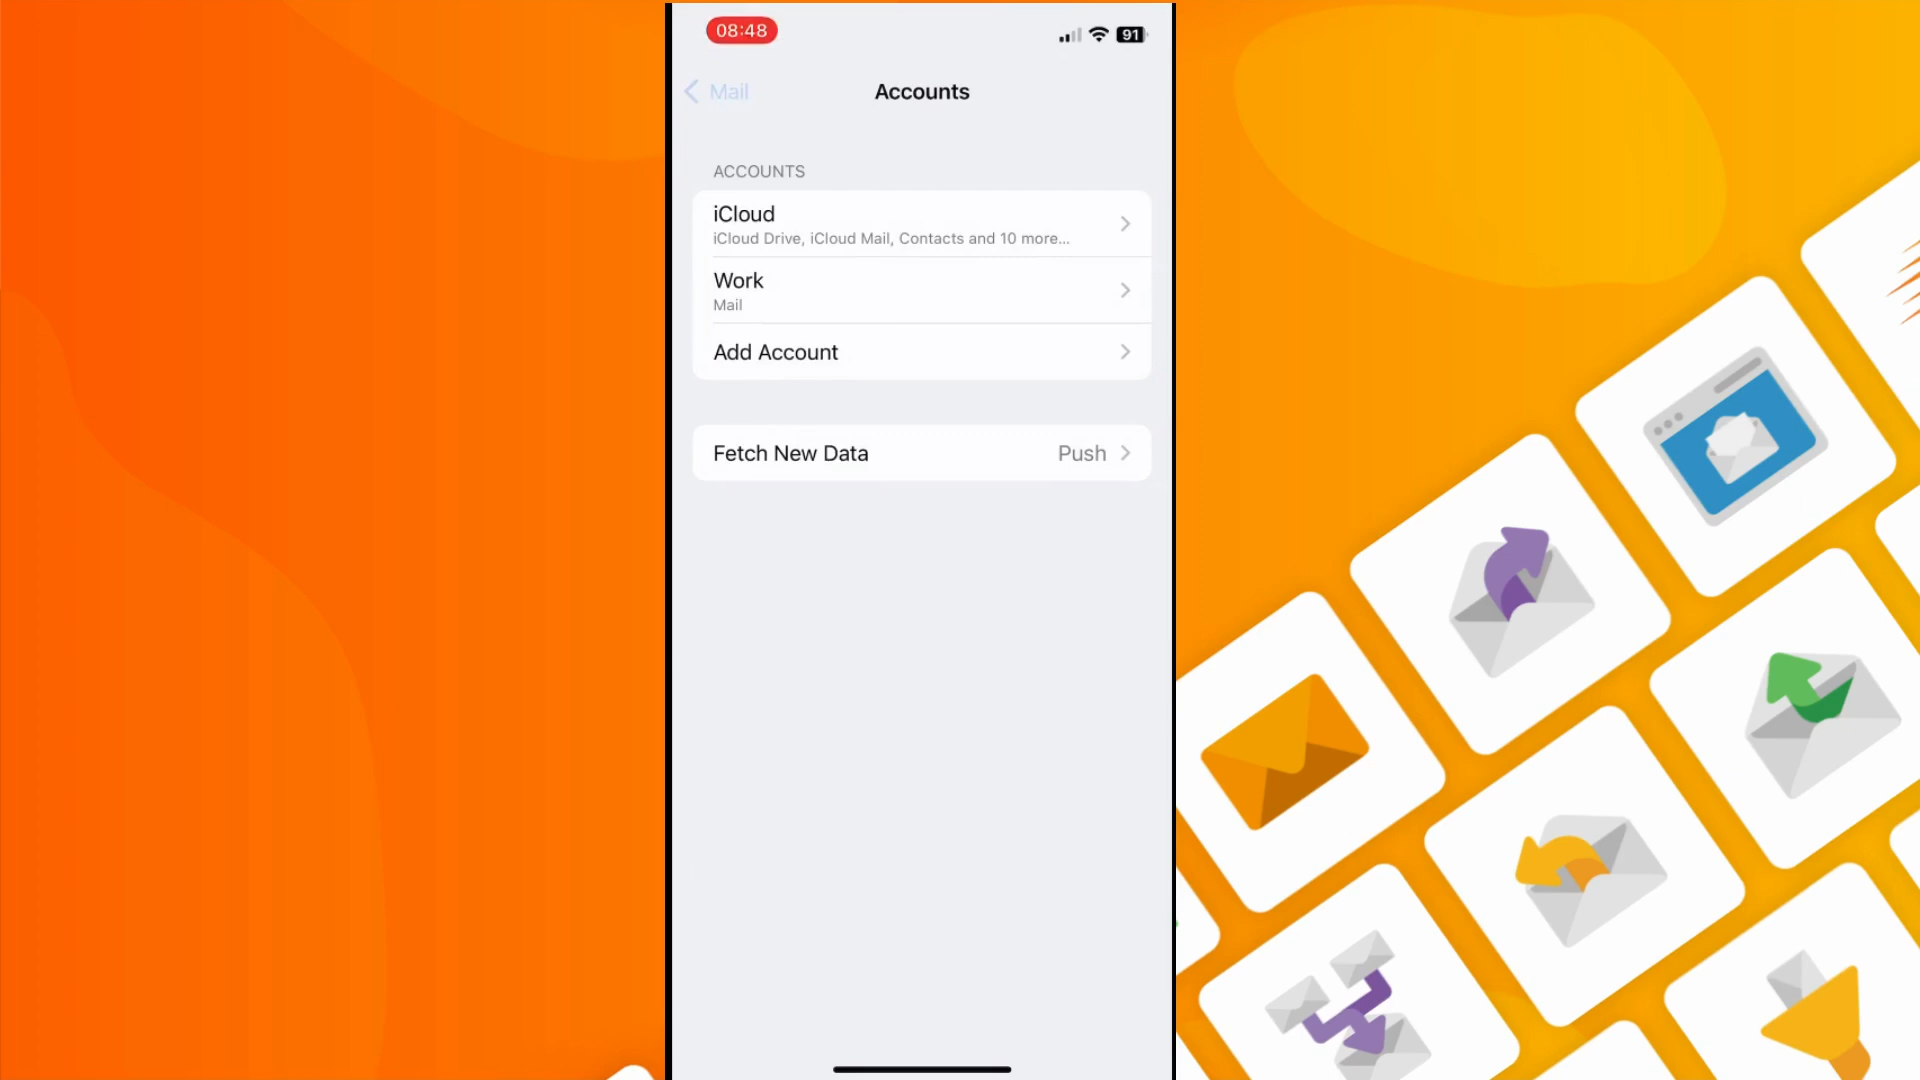 08:48
91
Mail
Accounts
ACCOUNTS
iCloud
iCloud Drive, iCloud Mail, Contacts and 10 more...
Work
Mail
Add Account
Fetch New Data Push